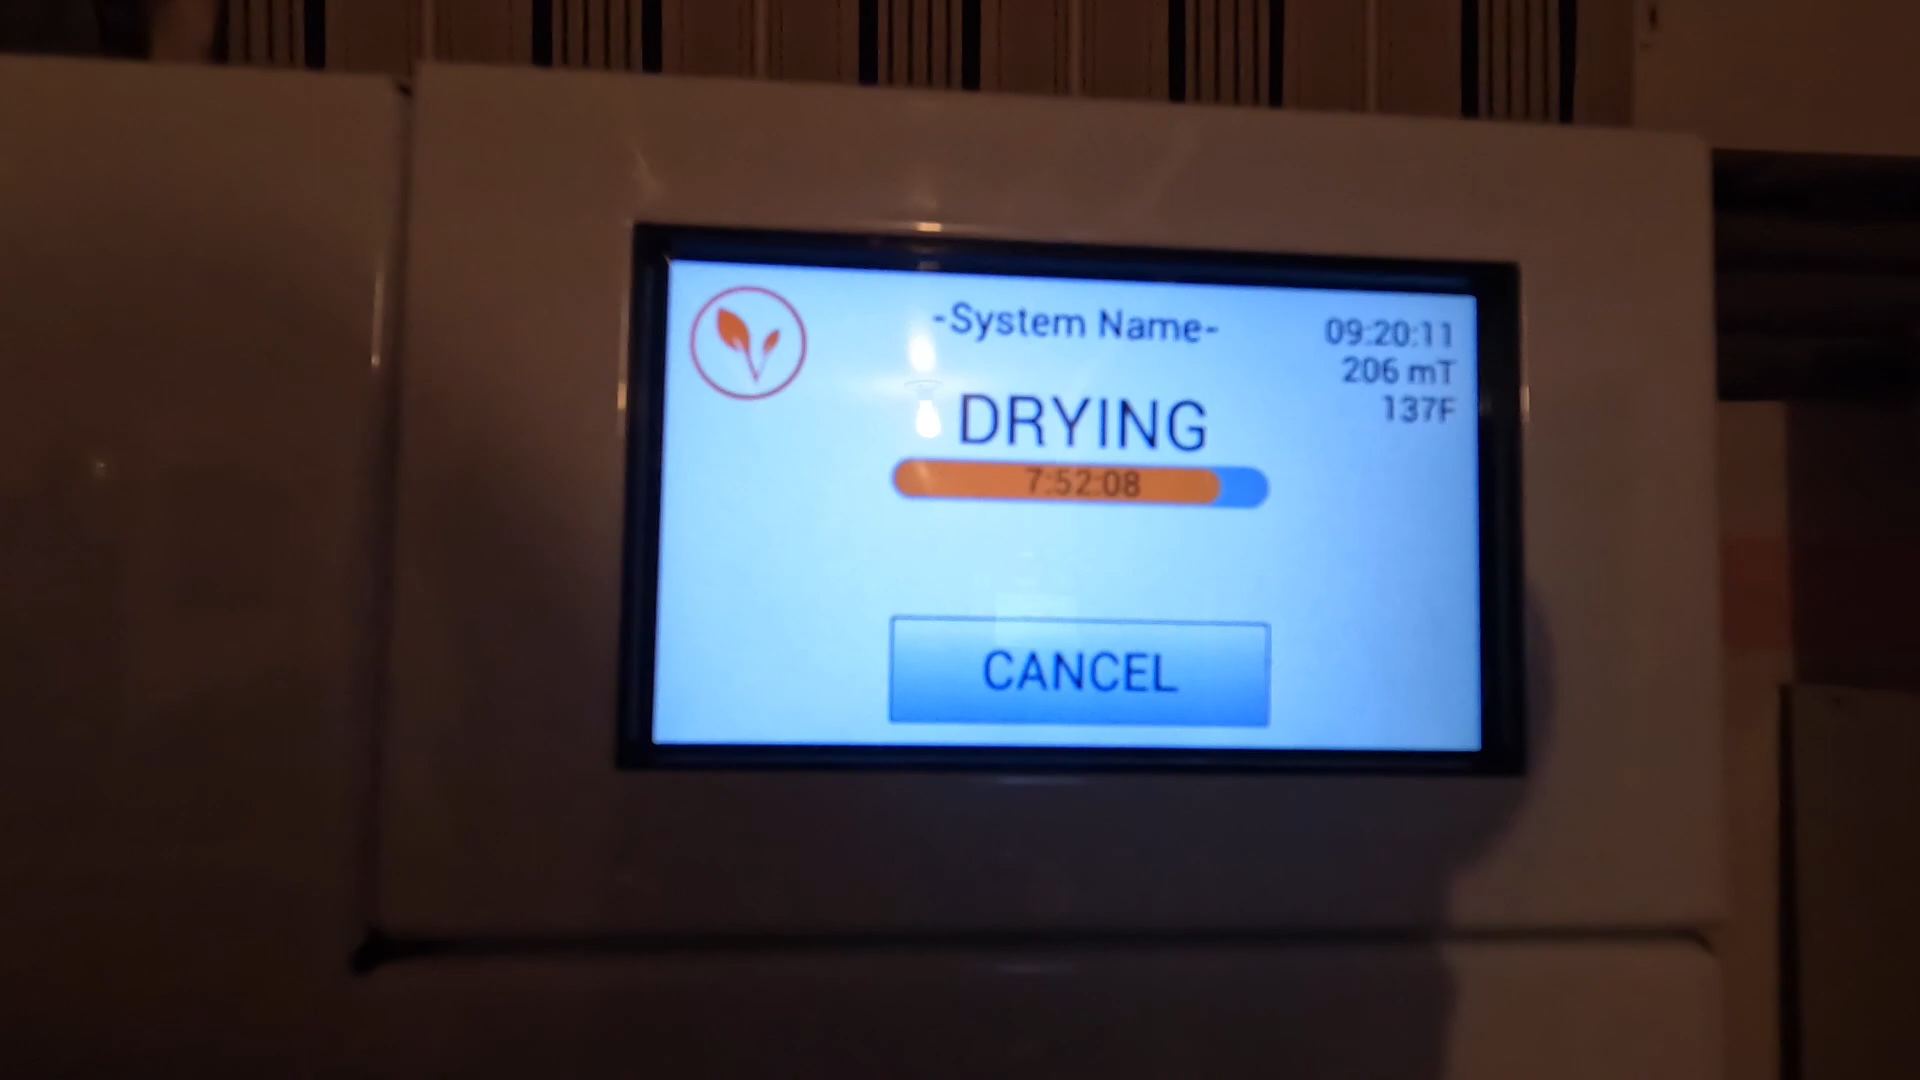 -System Name-
09:20:11
206 mT
137F
DRYING
7:52:08
CANCEL